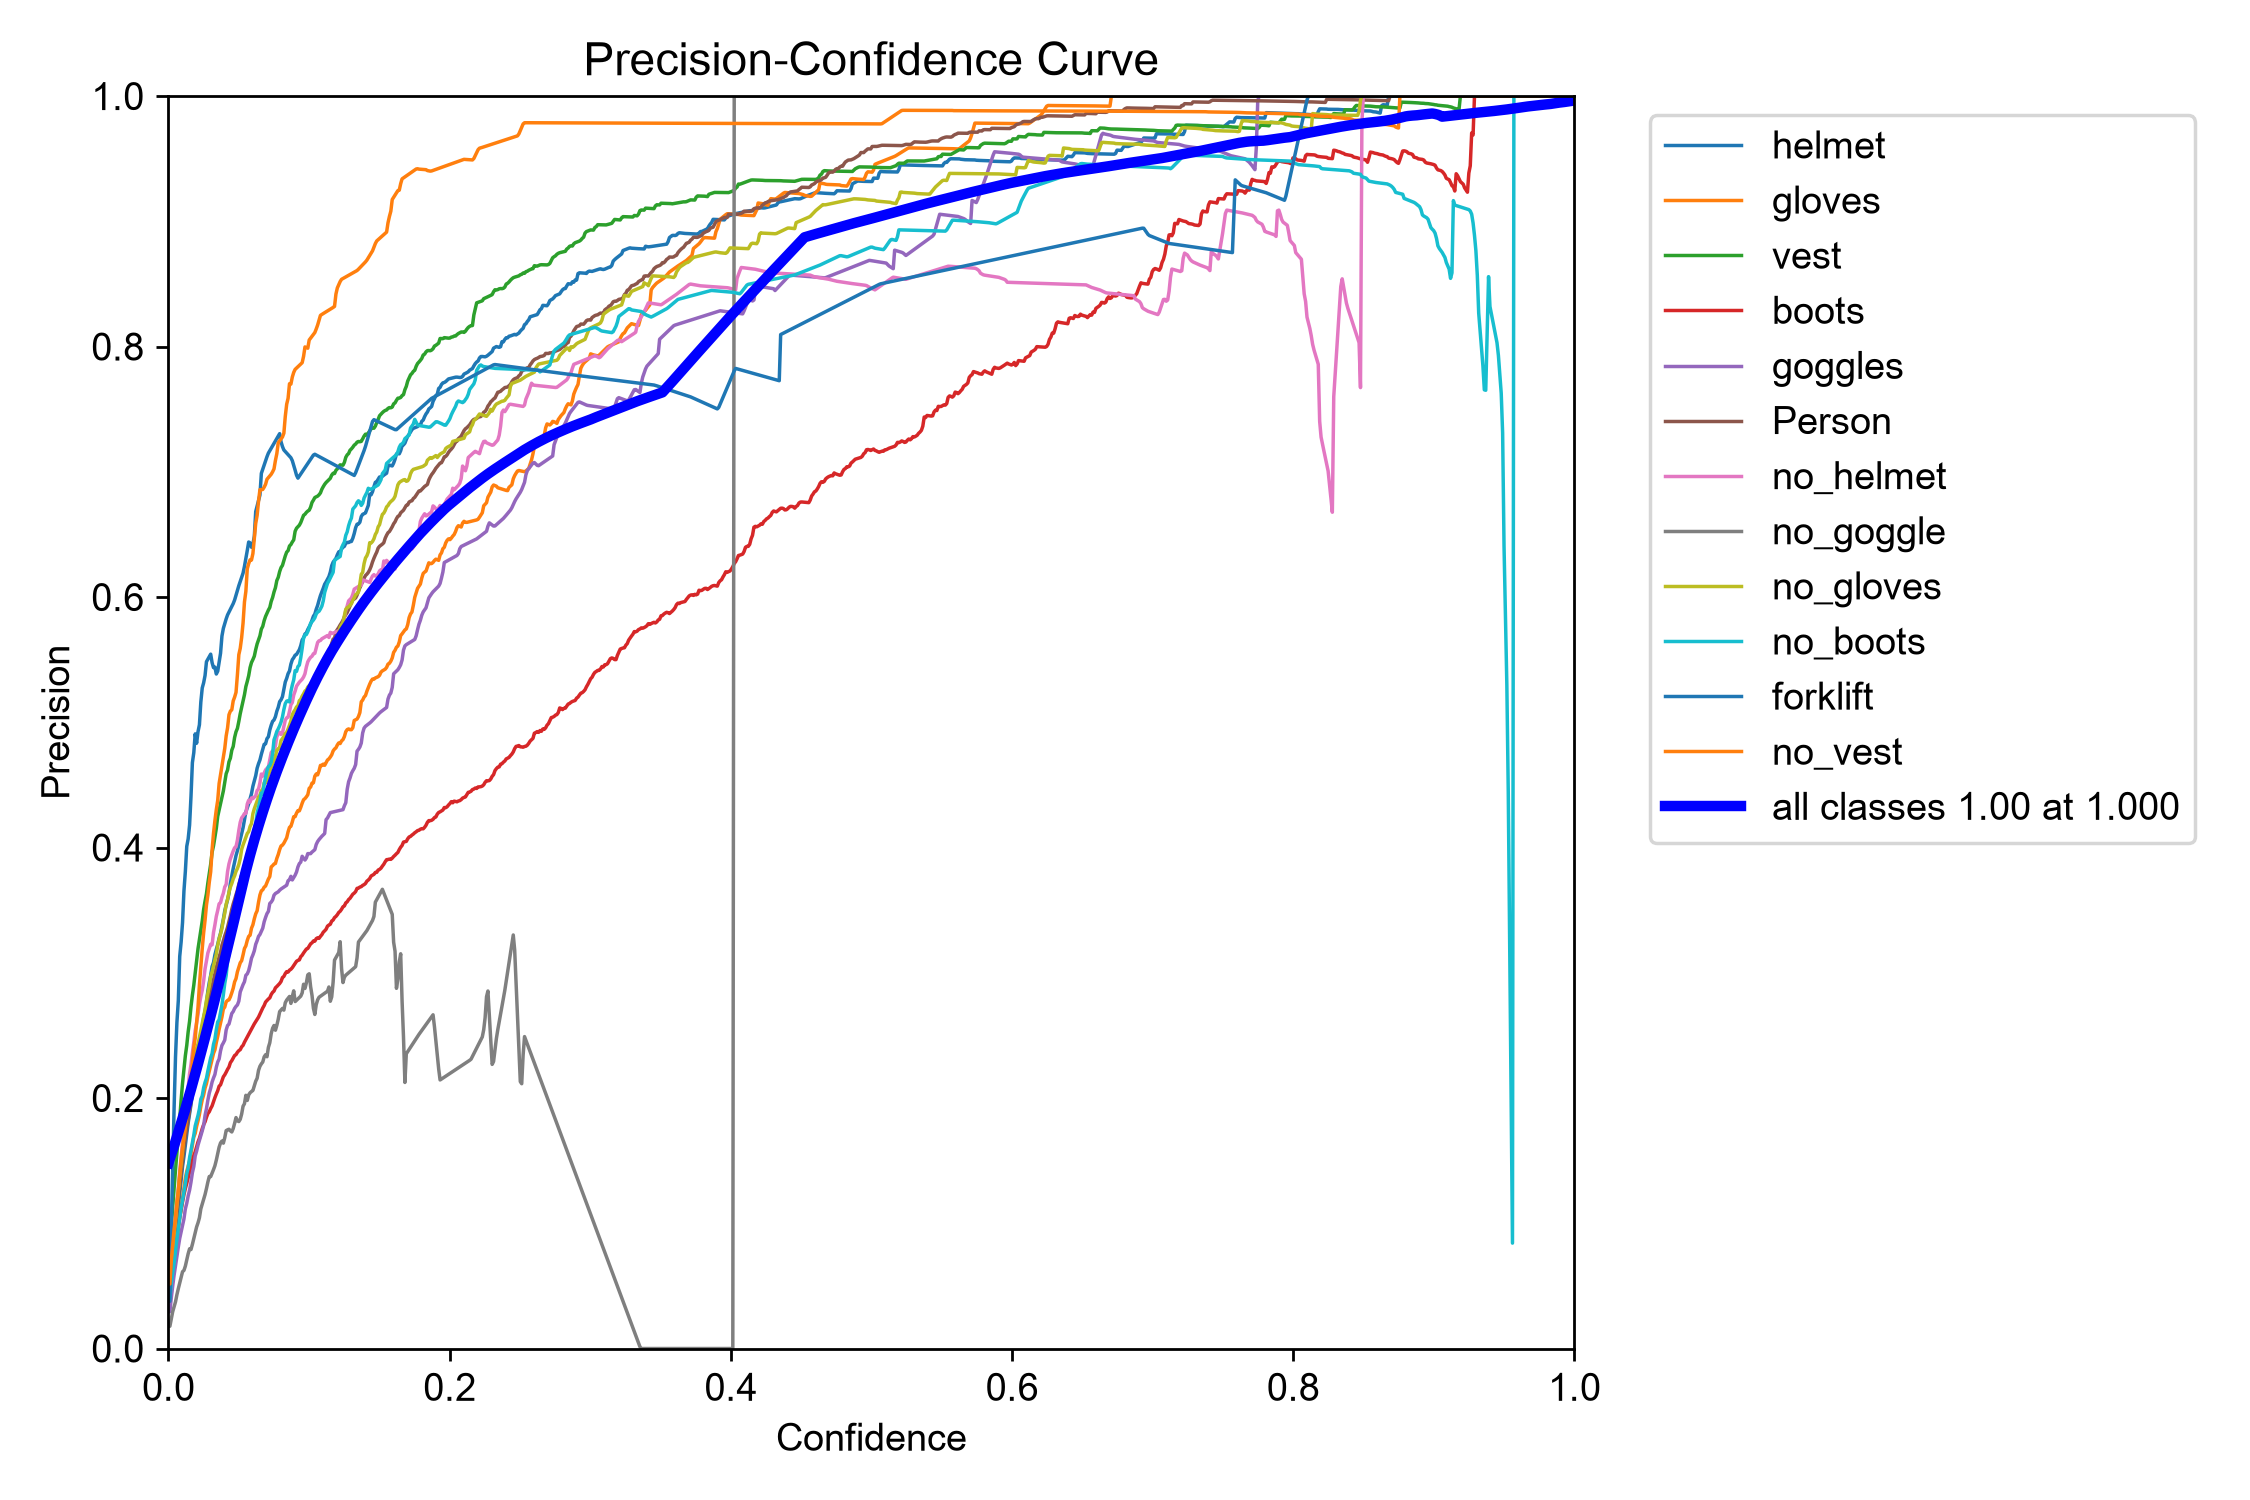 Precision-Confidence Curve
1.0
0.8
0.6
0.4
0.2
0.0
Precision
0.0 0.2 0.4 0.6 0.8 1.0
Confidence
helmet
gloves
vest
boots
goggles
Person
no_helmet
no_goggle
no_gloves
no_boots
forklift
no_vest
all classes 1.00 at 1.000